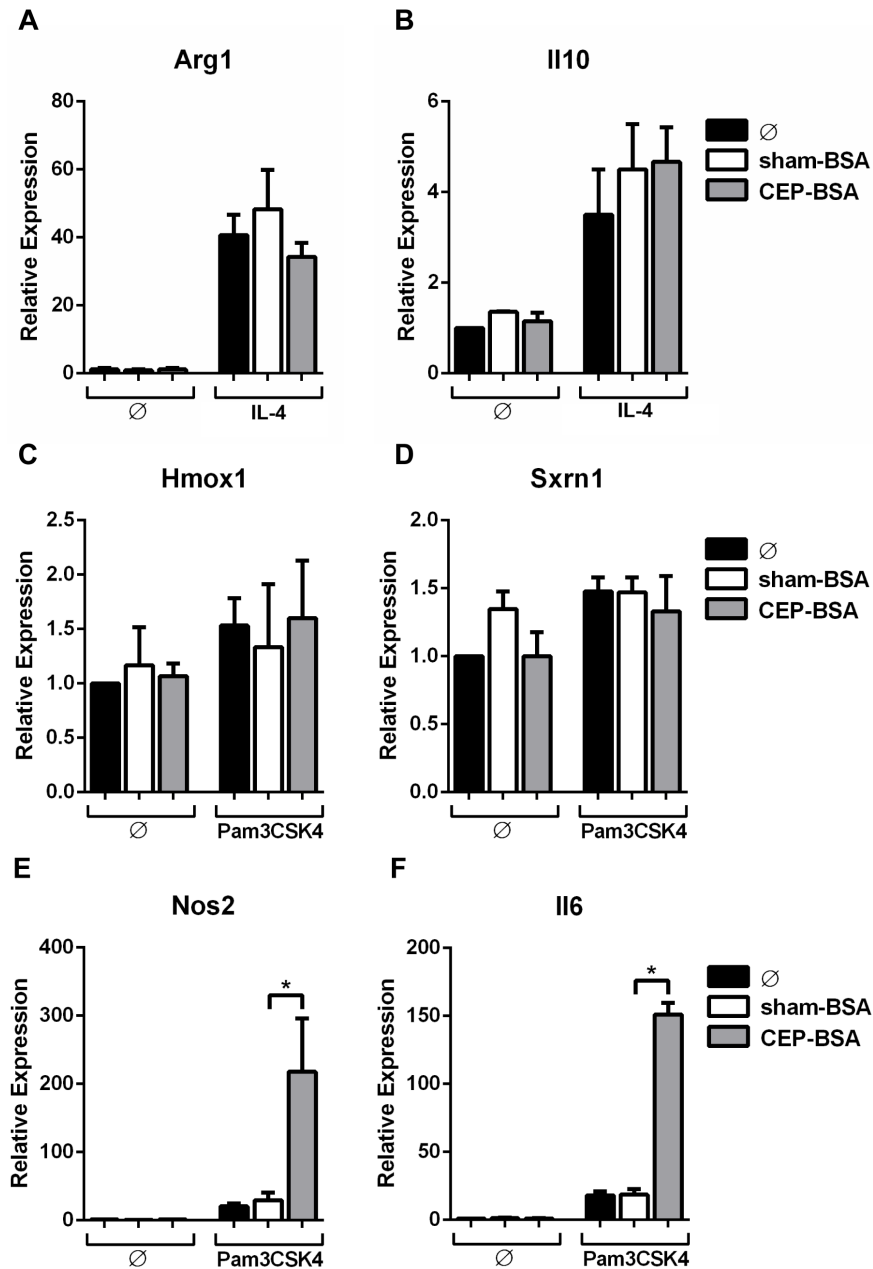 A
B
Arg1
Il10
Relative Expression
80
60
40
20
0
∅
IL-4
Relative Expression
6
4
2
0
∅
IL-4
∅
sham-BSA
CEP-BSA
C
D
Hmox1
Sxrn1
Relative Expression
2.5
2.0
1.5
1.0
0.5
0.0
∅
Pam3CSK4
Relative Expression
2.0
1.5
1.0
0.5
0.0
∅
Pam3CSK4
∅
sham-BSA
CEP-BSA
E
F
Nos2
Il6
Relative Expression
400
300
200
100
0
*
∅
Pam3CSK4
Relative Expression
200
150
100
50
0
*
∅
Pam3CSK4
∅
sham-BSA
CEP-BSA